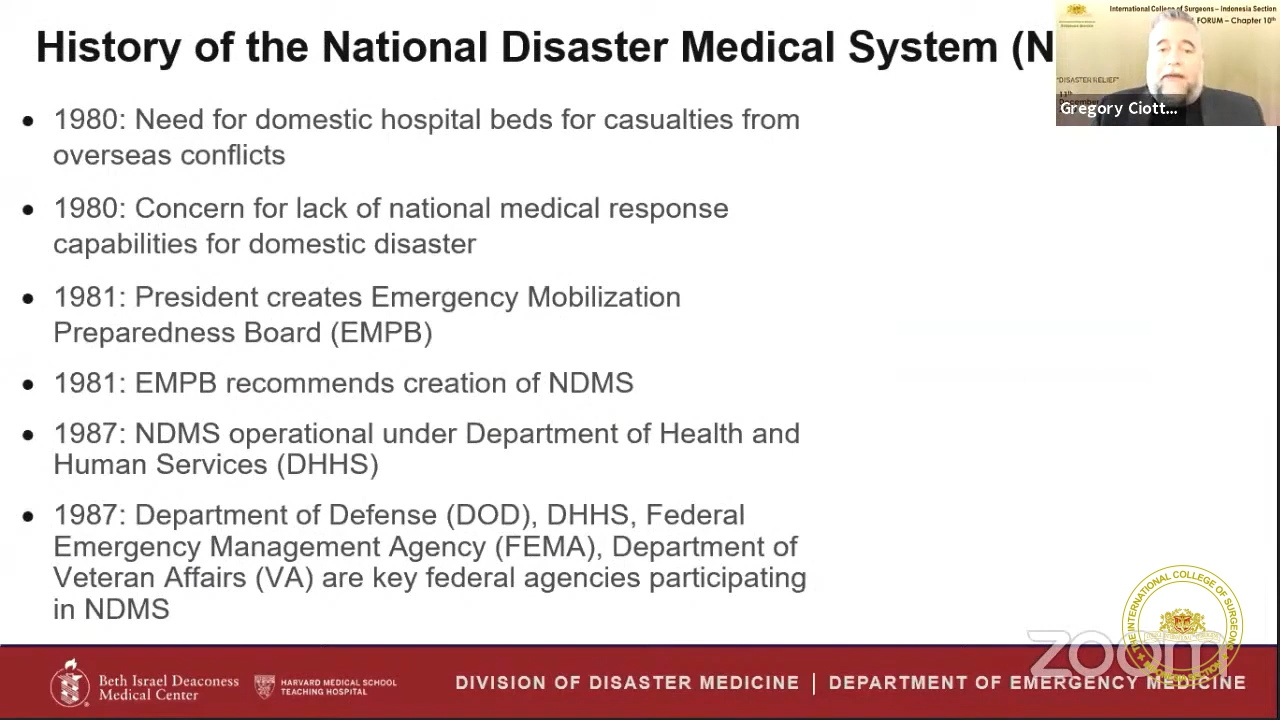 History of the National Disaster Medical System (N
International College of Surgeons – Indonesia Section
FORUM – Chapter 10th
"DISASTER RELIEF"
11th
December
Gregory Ciott...
• 1980: Need for domestic hospital beds for casualties from
overseas conflicts
• 1980: Concern for lack of national medical response
capabilities for domestic disaster
• 1981: President creates Emergency Mobilization
Preparedness Board (EMPB)
• 1981: EMPB recommends creation of NDMS
• 1987: NDMS operational under Department of Health and
Human Services (DHHS)
• 1987: Department of Defense (DOD), DHHS, Federal
Emergency Management Agency (FEMA), Department of
Veteran Affairs (VA) are key federal agencies participating
in NDMS
THE INTERNATIONAL COLLEGE OF SURGEONS
zoom
Beth Israel Deaconess
Medical Center
HARVARD MEDICAL SCHOOL
TEACHING HOSPITAL
DIVISION OF DISASTER MEDICINE | DEPARTMENT OF EMERGENCY MEDICINE